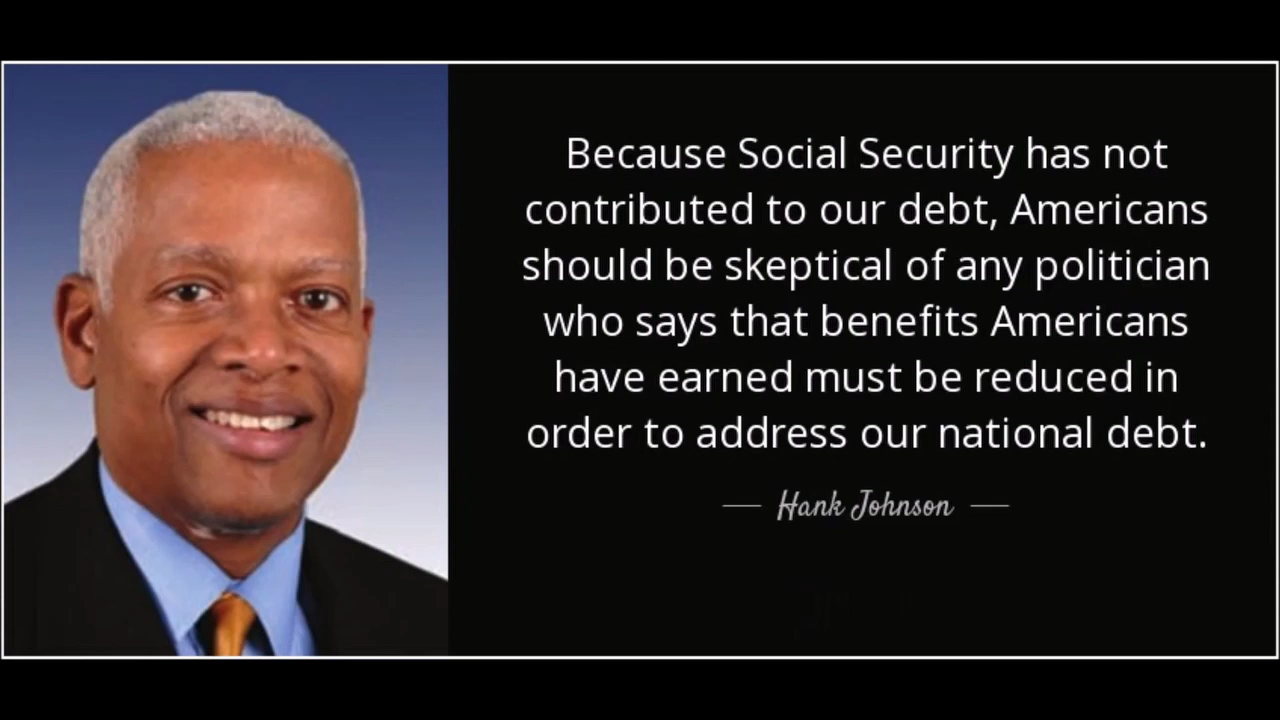 Because Social Security has not
contributed to our debt, Americans
should be skeptical of any politician
who says that benefits Americans
have earned must be reduced in
order to address our national debt.
Hank Johnson